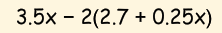 3.5x − 2(2.7 + 0.25x)